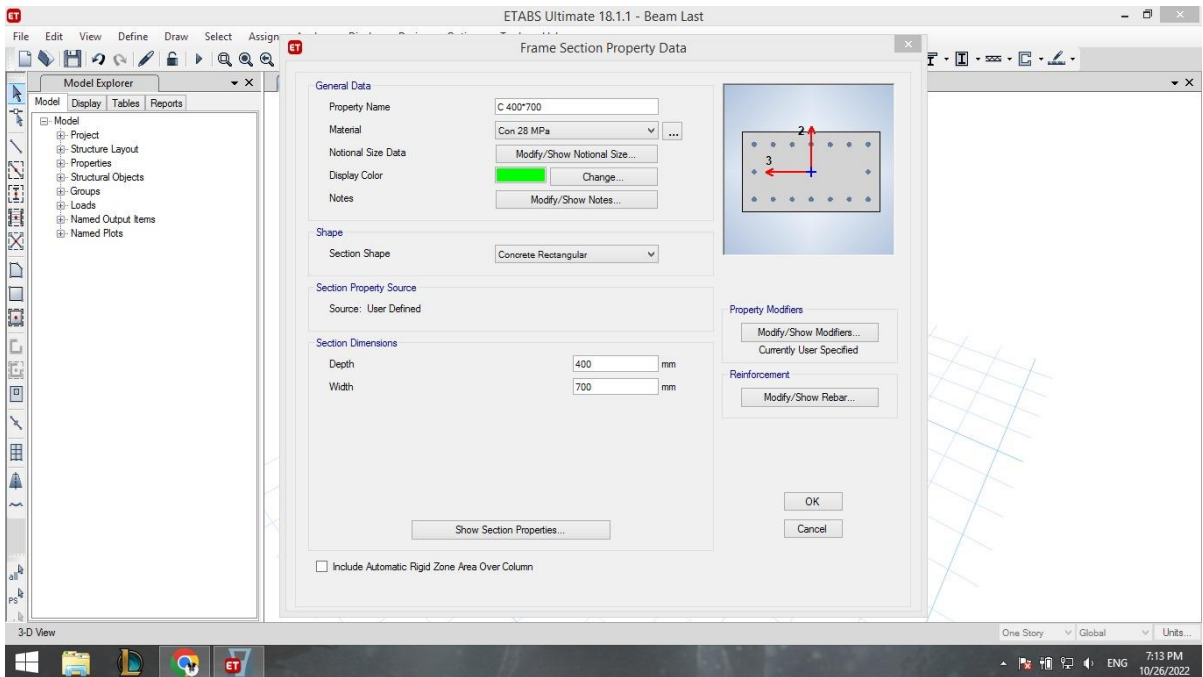 ET
ETABS Ultimate 18.1.1 - Beam Last
File Edit View Define Draw Select Assign
ET Frame Section Property Data
Model Explorer
Model Display Tables Reports
Model
Project
Structure Layout
Properties
Structural Objects
Groups
Loads
Named Output Items
Named Plots
General Data
Property Name C 400*700
Material Con 28 MPa ...
Notional Size Data Modify/Show Notional Size...
Display Color Change...
Notes Modify/Show Notes...
2
3
Shape
Section Shape Concrete Rectangular
Section Property Source
Source: User Defined
Section Dimensions
Depth 400 mm
Width 700 mm
Show Section Properties...
Include Automatic Rigid Zone Area Over Column
Property Modifiers
Modify/Show Modifiers...
Currently User Specified
Reinforcement
Modify/Show Rebar...
OK
Cancel
all
PS
3-D View One Story Global Units...
ET
ENG 7:13 PM
10/26/2022